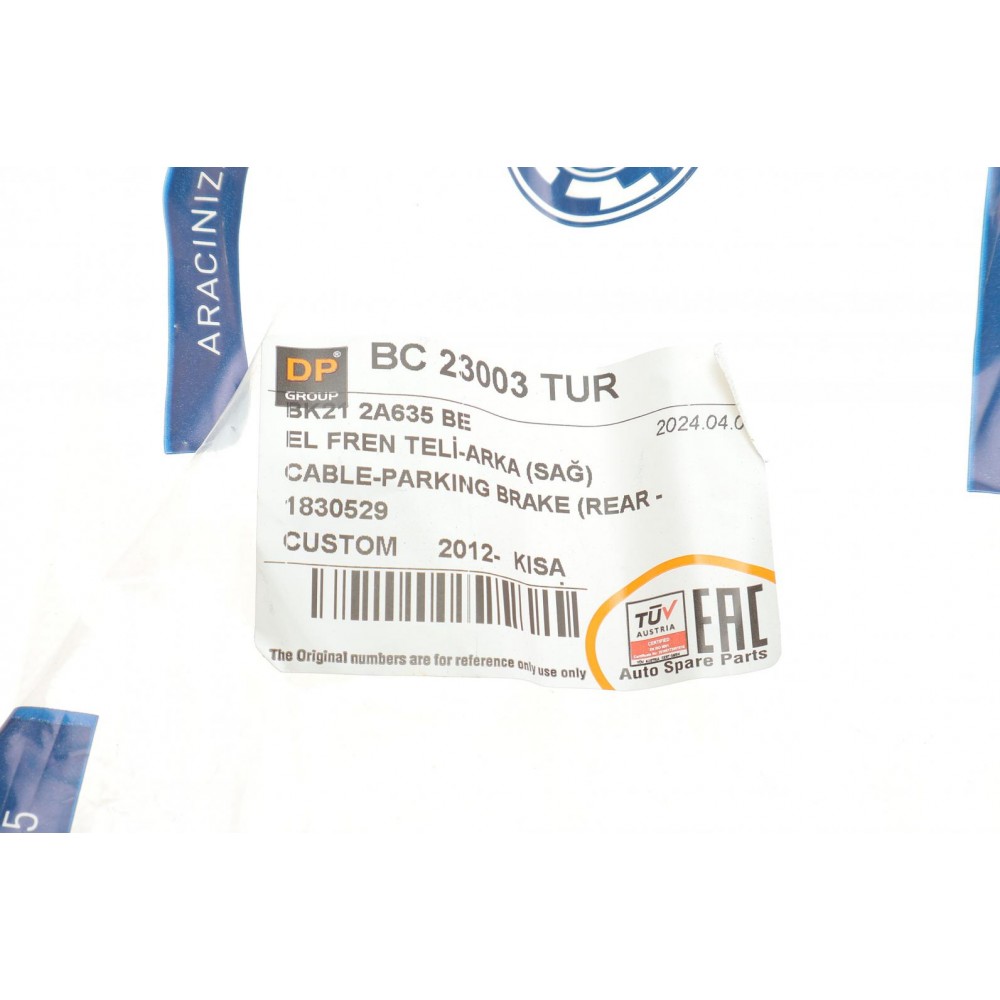 ARACINIZ
DP®
GROUP
BC 23003 TUR
BK21 2A635 BE
2024.04.0
EL FREN TELİ-ARKA (SAĞ)
CABLE-PARKING BRAKE (REAR -
1830529
CUSTOM 2012- KISA
The Original numbers are for reference only use only
TÜV
AUSTRIA
CERTIFIED
EAC
Auto Spare Parts
5